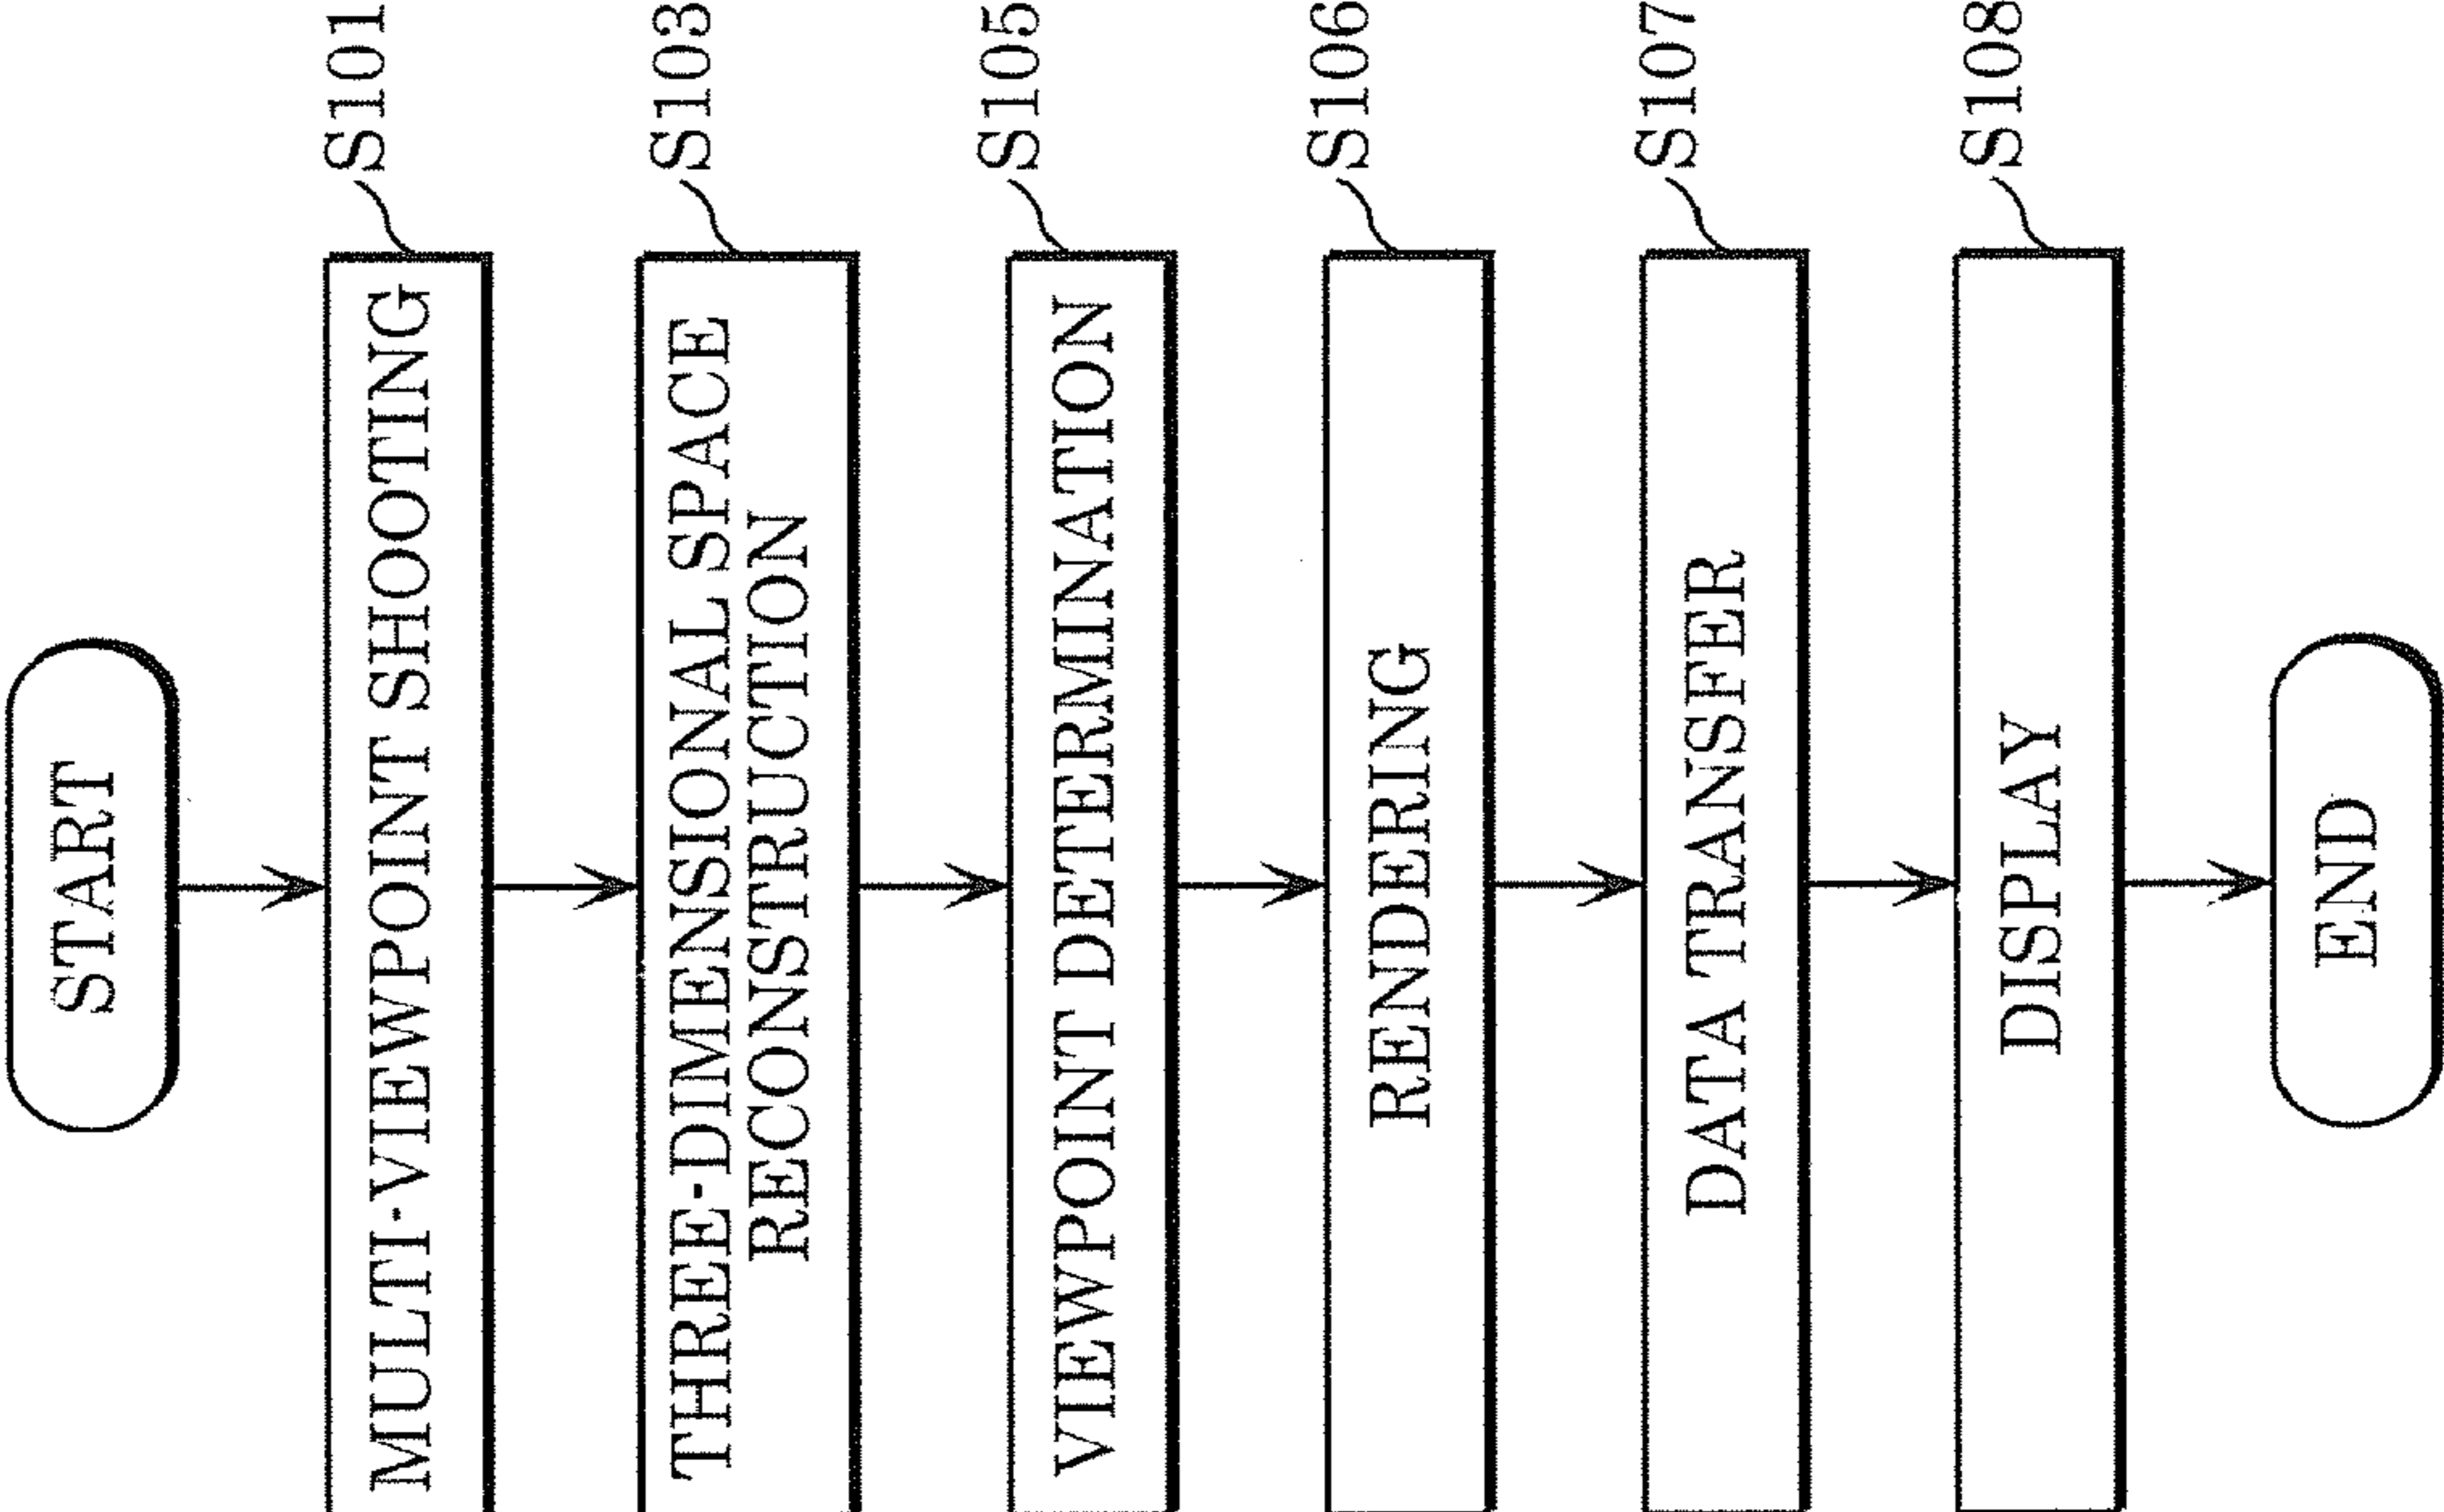 START
MULTI-VIEWPOINT SHOOTING
S101
THREE-DIMENSIONAL SPACE
RECONSTRUCTION
S103
VIEWPOINT DETERMINATION
S105
RENDERING
S106
DATA TRANSFER
S107
DISPLAY
S108
END